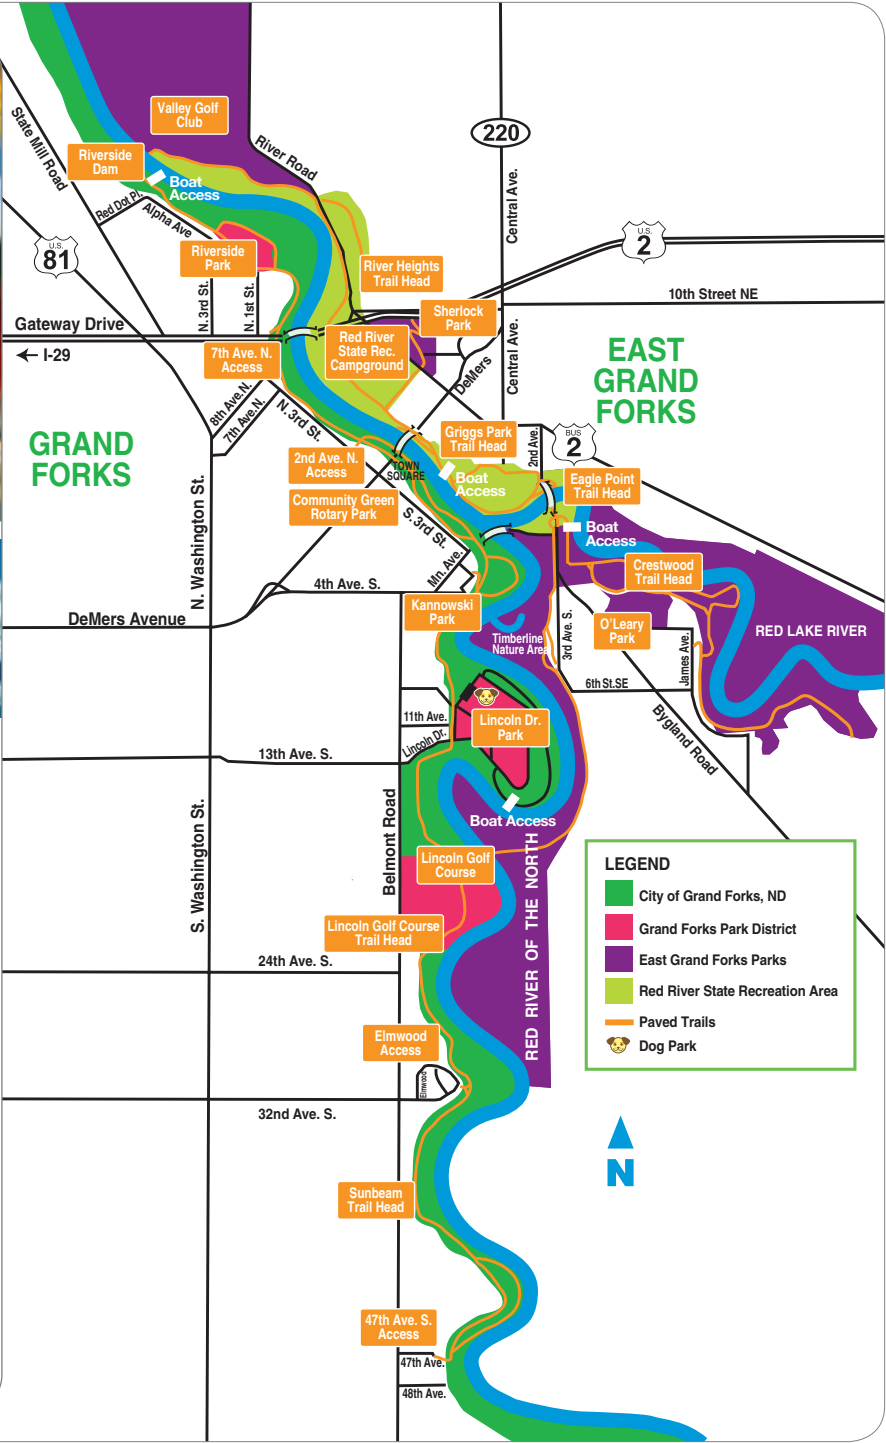 Valley Golf
Club
State Mill Road
River Road
220
Riverside
Dam
Boat
Access
Red Dot Pl.
Alpha Ave
Central Ave.
U.S.
81
Riverside
Park
U.S.
2
River Heights
Trail Head
N. 3rd St.
N. 1st St.
10th Street NE
Sherlock
Park
Gateway Drive
I-29
7th Ave. N.
Access
Red River
State Rec.
Campground
Central Ave.
DeMers
EAST
GRAND
FORKS
8th Ave.N.
7th Ave.N.
N. 3rd St.
GRAND
FORKS
Griggs Park
Trail Head
2nd Ave.
BUS
2
2nd Ave. N.
Access
TOWN
SQUARE
Boat
Access
Eagle Point
Trail Head
Community Green
Rotary Park
S. 3rd St.
Boat
Access
N. Washington St.
Mn. Ave.
Crestwood
Trail Head
4th Ave. S.
Kannowski
Park
DeMers Avenue
Timberline
Nature Area
3rd Ave. S.
O'Leary
Park
James Ave.
RED LAKE RIVER
6th St.SE
11th Ave.
Lincoln Dr.
Park
Lincoln Dr.
Bygland Road
13th Ave. S.
S. Washington St.
Belmont Road
Boat Access
RED RIVER OF THE NORTH
Lincoln Golf
Course
Lincoln Golf Course
Trail Head
24th Ave. S.
LEGEND
City of Grand Forks, ND
Grand Forks Park District
East Grand Forks Parks
Red River State Recreation Area
Paved Trails
Dog Park
Elmwood
Access
Elmwood
32nd Ave. S.
N
Sunbeam
Trail Head
47th Ave. S.
Access
47th Ave.
48th Ave.